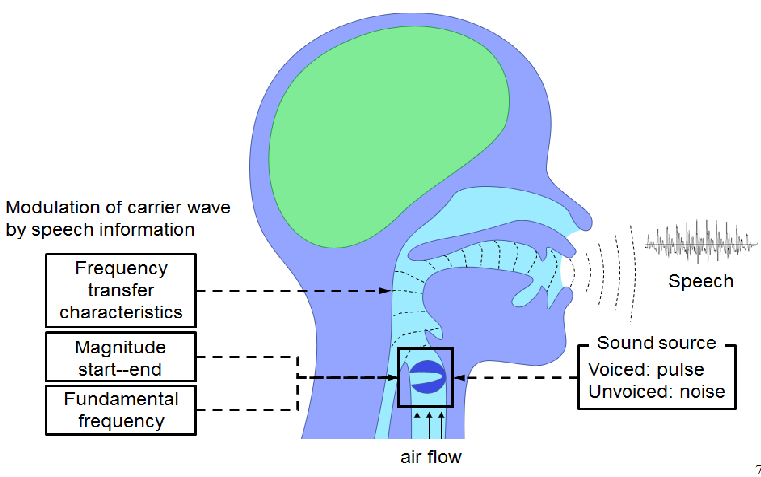 Modulation of carrier wave
by speech information
Frequency
transfer
characteristics
Magnitude
start--end
Fundamental
frequency
Speech
Sound source
Voiced: pulse
Unvoiced: noise
air flow
7